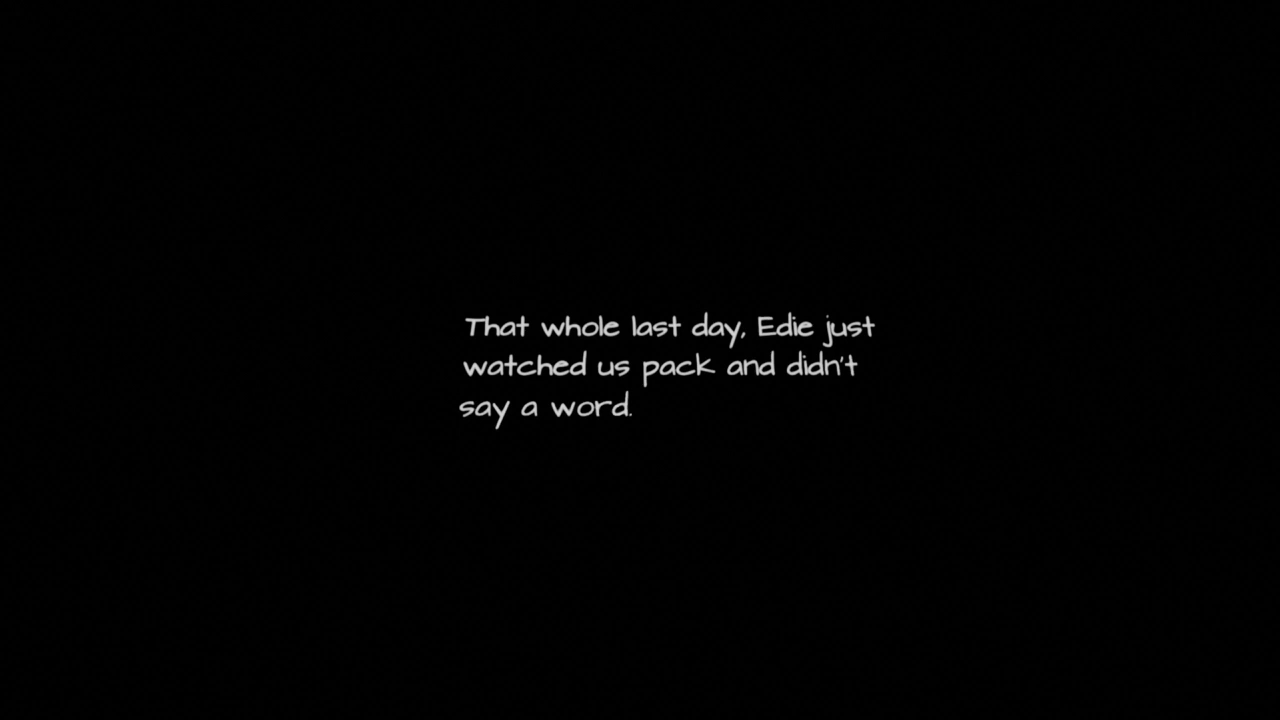 That whole last day, Edie just
watched us pack and didn't
say a word.